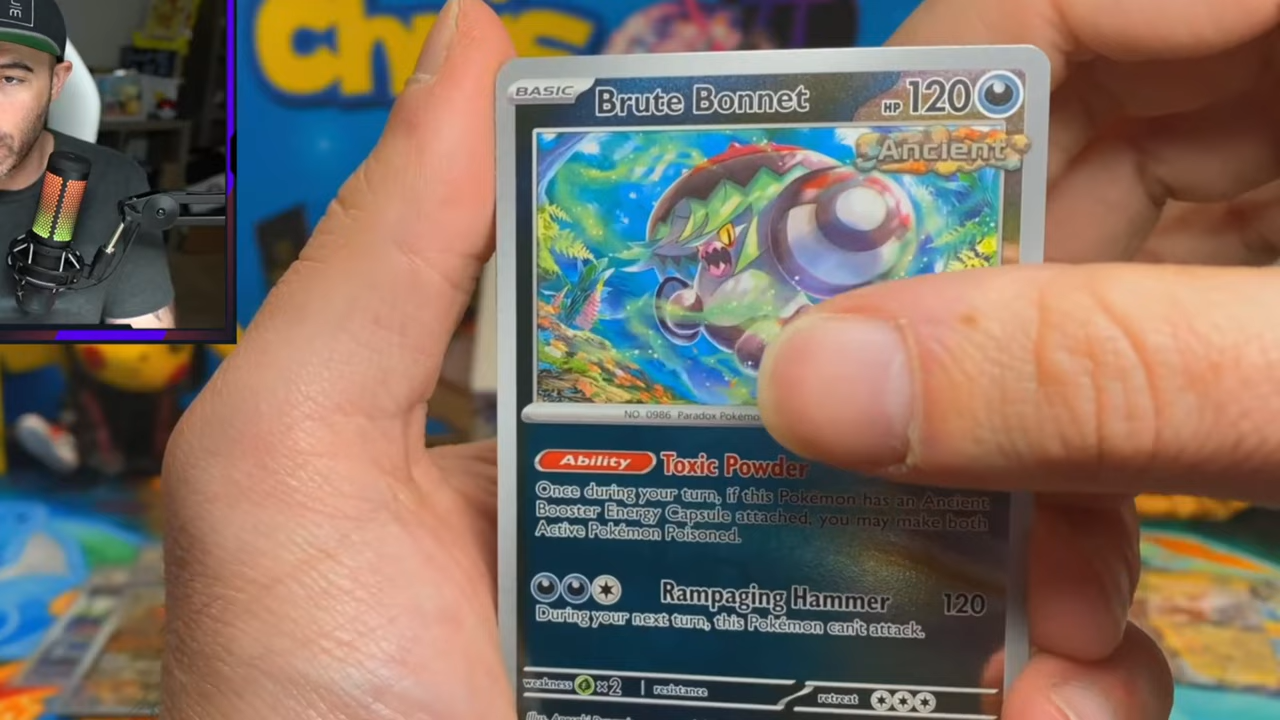 Chris
BASIC
Brute Bonnet
HP 120
Ancient
NO. 0986 Paradox Pokémo
Ability Toxic Powder
Once during your turn, if this Pokémon has an Ancient
Booster Energy Capsule attached, you may make both
Active Pokémon Poisoned.
Rampaging Hammer 120
During your next turn, this Pokémon can't attack.
weakness ×2 resistance retreat
Illus.